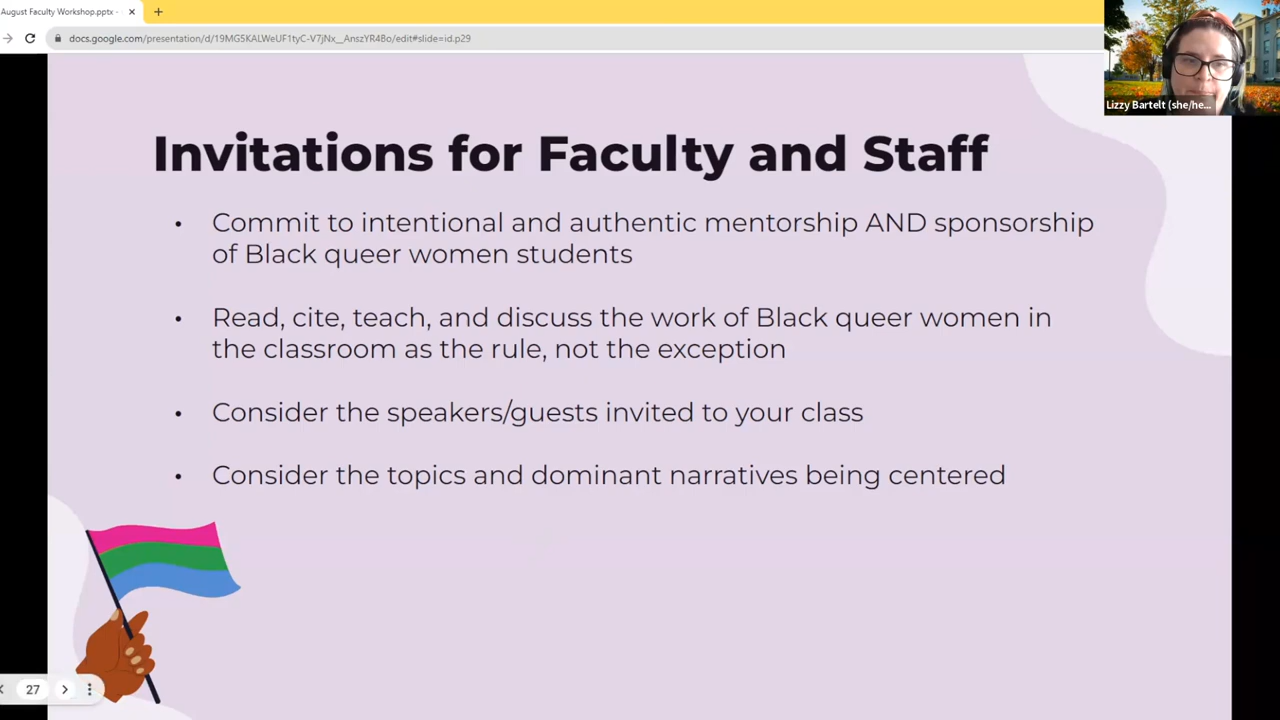 August Faculty Workshop.pptx -
docs.google.com/presentation/d/19MG5KALWeUF1tyC-V7jNx__AnszYR4Bo/edit#slide=id.p29
Lizzy Bartelt (she/he...
Invitations for Faculty and Staff
• Commit to intentional and authentic mentorship AND sponsorship
of Black queer women students
• Read, cite, teach, and discuss the work of Black queer women in
the classroom as the rule, not the exception
• Consider the speakers/guests invited to your class
• Consider the topics and dominant narratives being centered
27